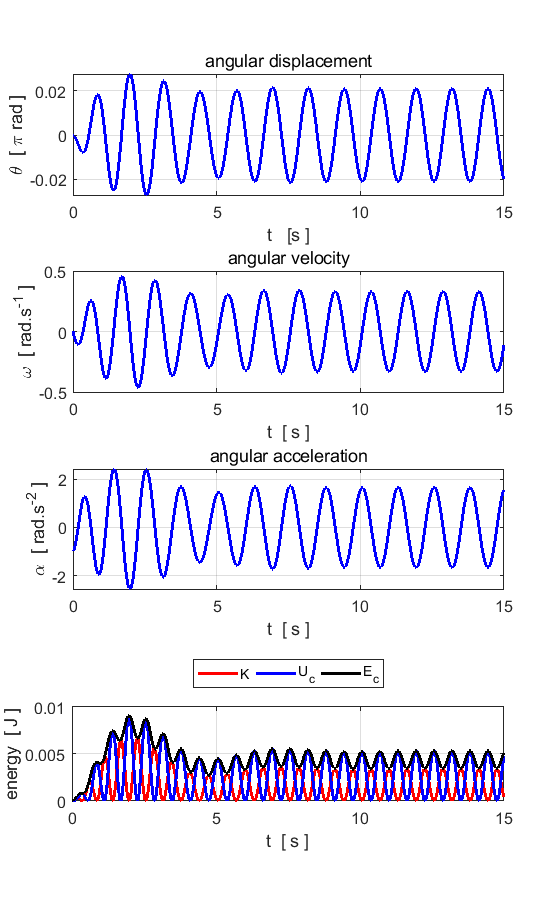 angular displacement
θ [ π rad ]
0.02
0
-0.02
0 5 10 15
t [s ]
angular velocity
ω [ rad.s-1 ]
0.5
0
-0.5
0 5 10 15
t [ s ]
angular acceleration
α [ rad.s-2 ]
2
0
-2
0 5 10 15
t [ s ]
K Uc Ec
energy [ J ]
0.01
0.005
0
0 5 10 15
t [ s ]